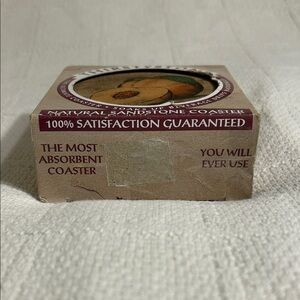 NATURAL SANDSTONE COASTER
100% SATISFACTION GUARANTEED
THE MOST
ABSORBENT
COASTER
YOU WILL
EVER USE